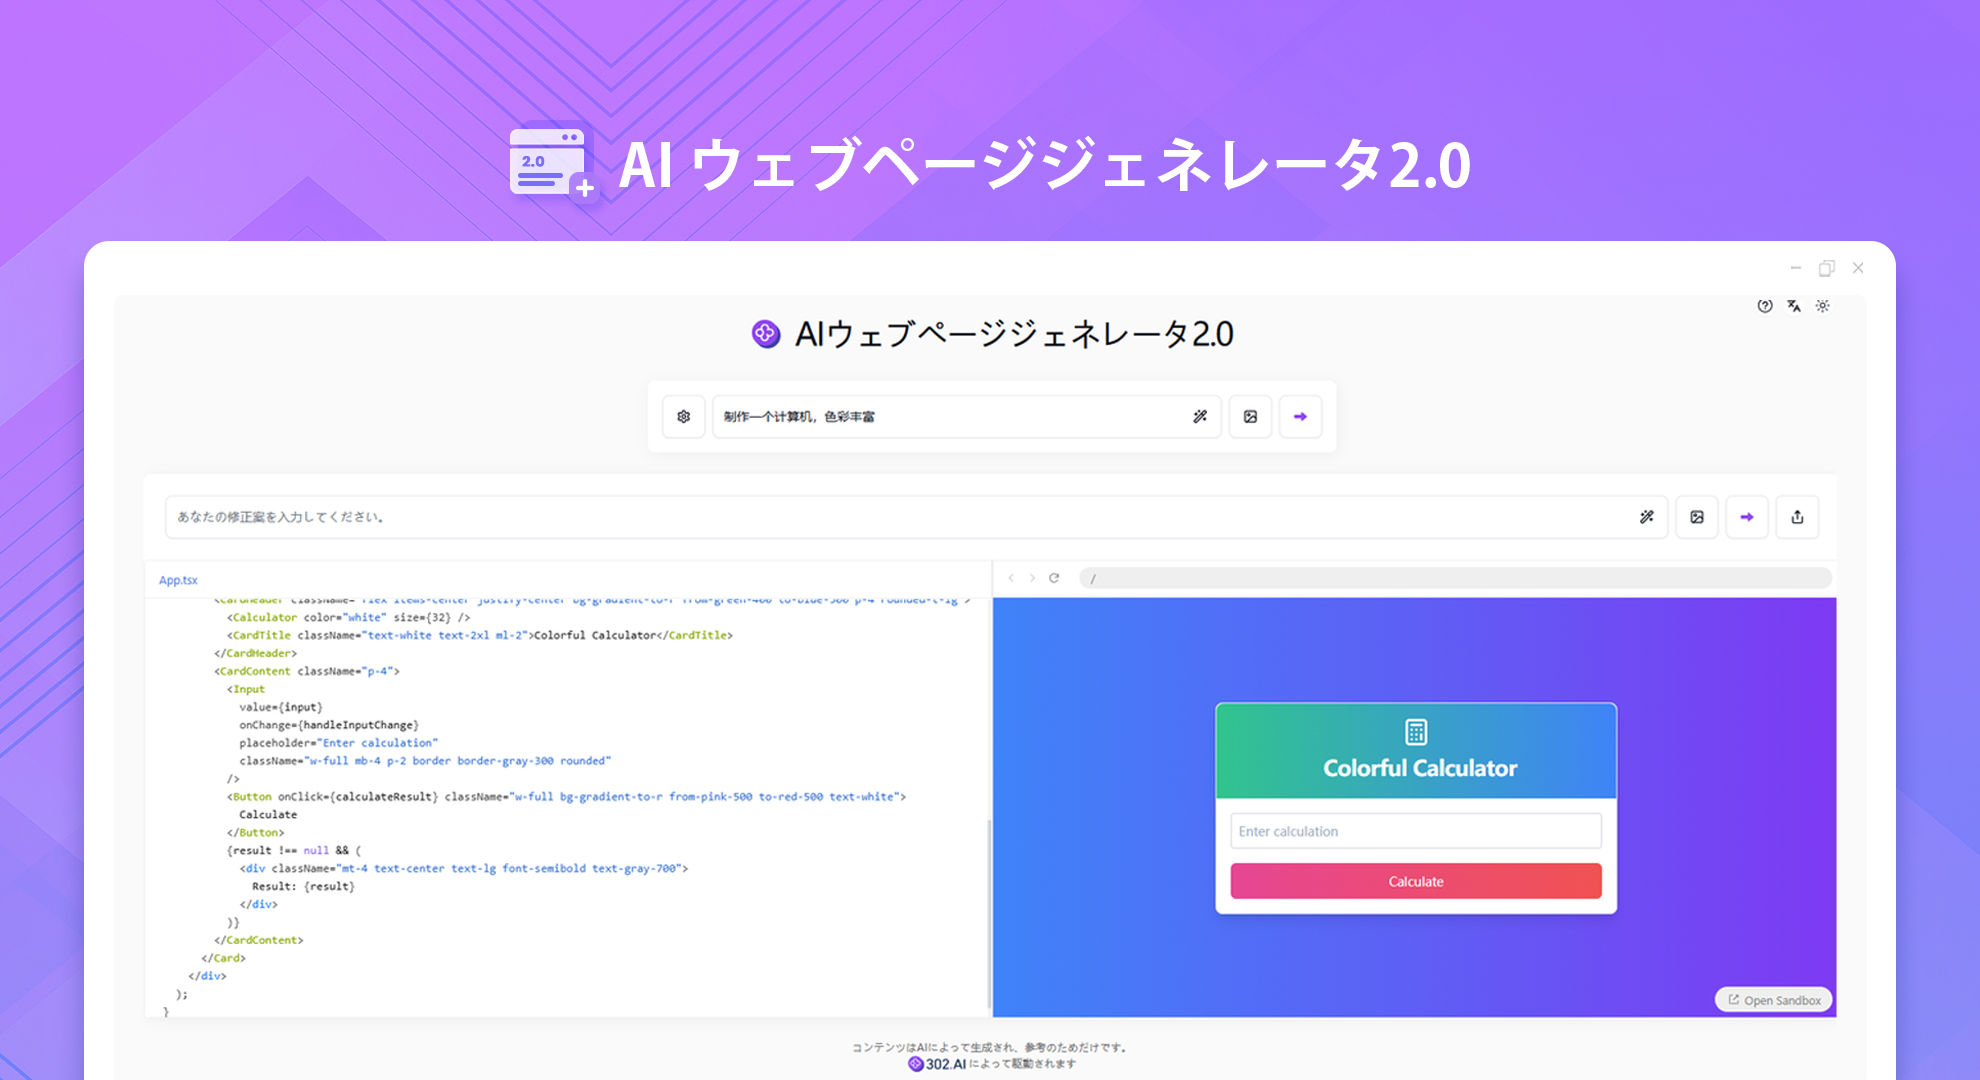 2.0
AI ウェブページジェネレータ2.0
AIウェブページジェネレータ2.0
制作一个计算机，色彩丰富
あなたの修正案を入力してください。
App.tsx
/
<CardHeader className="flex items-center justify-center bg-gradient-to-r from-green-400 to-blue-500 p-4 rounded-t-lg">
<Calculator color="white" size={32} />
<CardTitle className="text-white text-2xl ml-2">Colorful Calculator</CardTitle>
</CardHeader>
<CardContent className="p-4">
<Input
value={input}
onChange={handleInputChange}
placeholder="Enter calculation"
className="w-full mb-4 p-2 border border-gray-300 rounded"
/>
<Button onClick={calculateResult} className="w-full bg-gradient-to-r from-pink-500 to-red-500 text-white">
Calculate
</Button>
{result !== null && (
<div className="mt-4 text-center text-lg font-semibold text-gray-700">
Result: {result}
</div>
)}
</CardContent>
</Card>
</div>
);
}
Colorful Calculator
Enter calculation
Calculate
Open Sandbox
コンテンツはAIによって生成され、参考のためだけです。
302.AI によって駆動されます